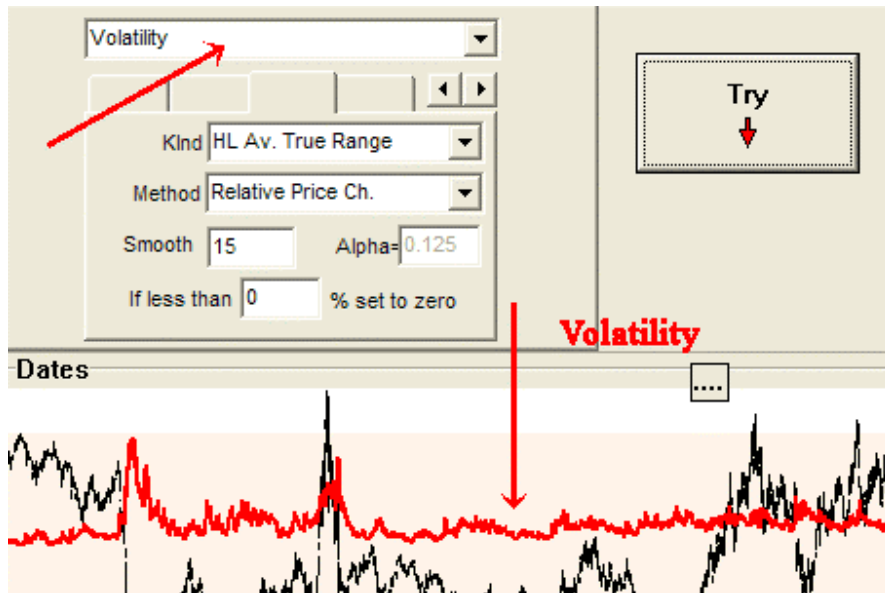 Volatility
Try
Kind HL Av. True Range
Method Relative Price Ch.
Smooth 15 Alpha= 0.125
If less than 0 % set to zero
Volatility
Dates
....